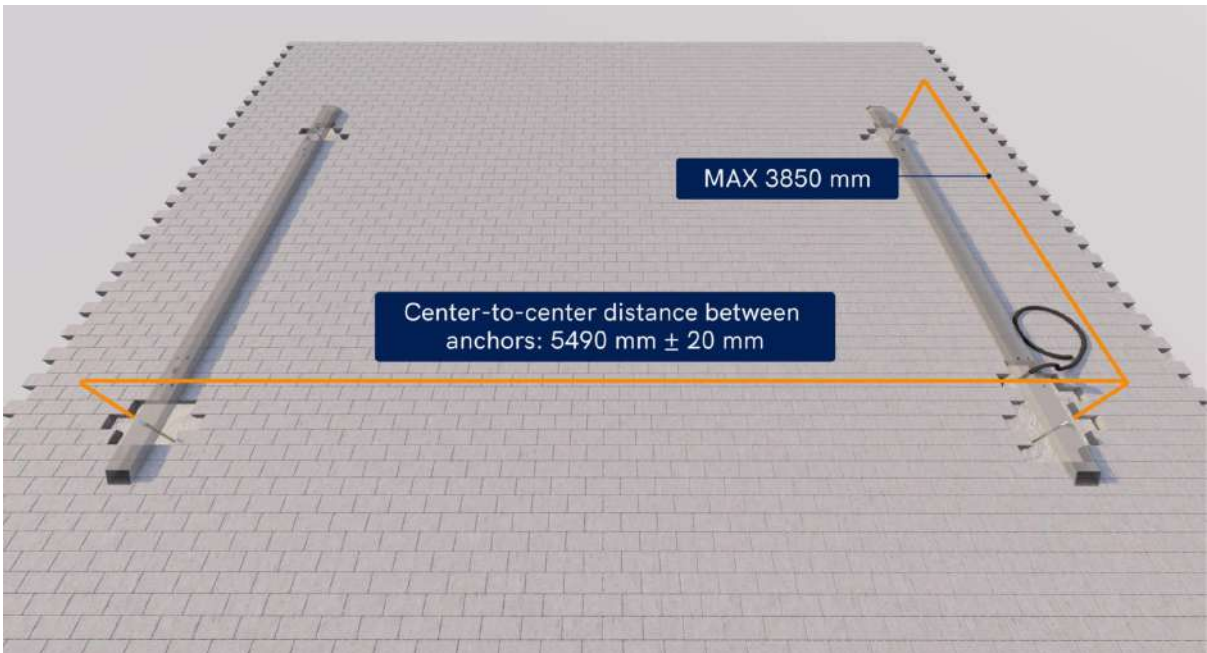 MAX 3850 mm
Center-to-center distance between
anchors: 5490 mm ± 20 mm